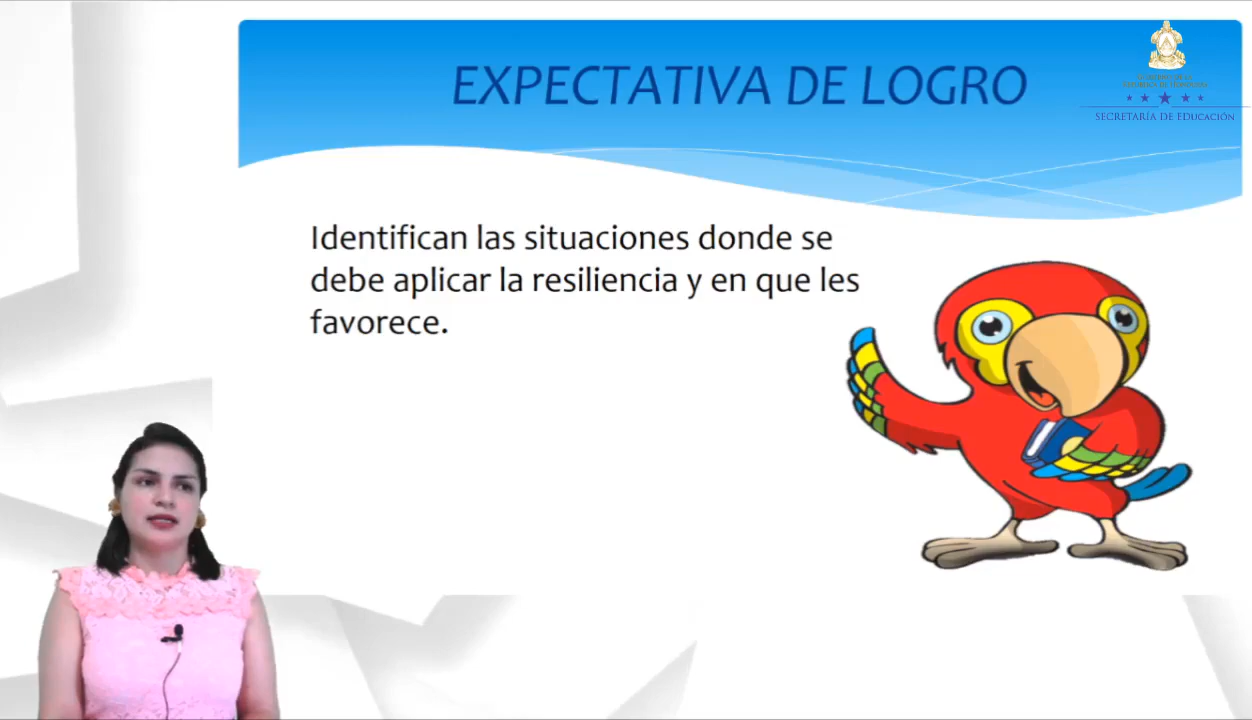 EXPECTATIVA DE LOGRO
SECRETARÍA DE EDUCACIÓN
Identifican las situaciones donde se
debe aplicar la resiliencia y en que les
favorece.